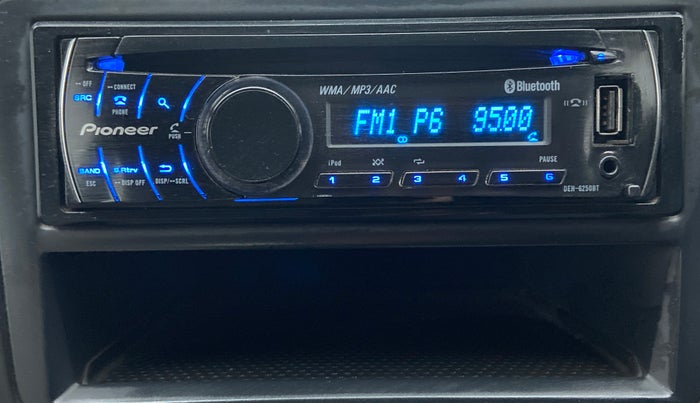 WMA/MP3/AAC
Bluetooth
OFF
CONNECT
SRC
PHONE
Pioneer
PUSH
FM1 P6 95.00
BAND
S.Rtrv
ESC
DISP OFF
DISP/SCRL
iPod
PAUSE
1 2 3 4 5 6
DEH-6250BT